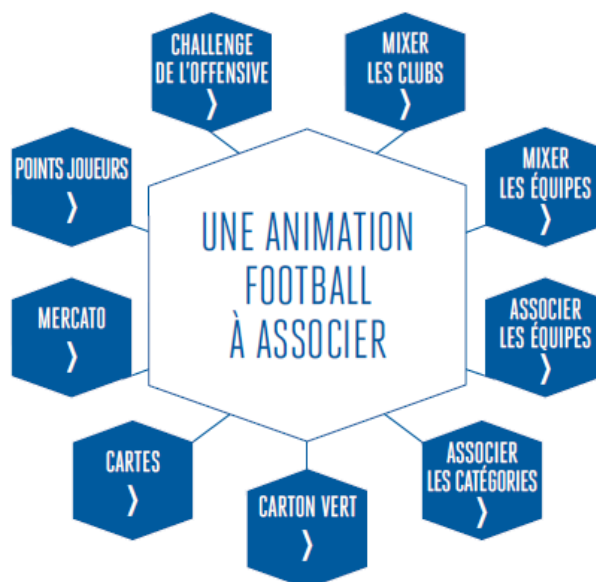 CHALLENGE
DE L'OFFENSIVE
❭
MIXER
LES CLUBS
❭
POINTS JOUEURS
❭
MIXER
LES ÉQUIPES
❭
UNE ANIMATION
FOOTBALL
À ASSOCIER
MERCATO
❭
ASSOCIER
LES ÉQUIPES
❭
CARTES
❭
ASSOCIER
LES CATÉGORIES
❭
CARTON VERT
❭